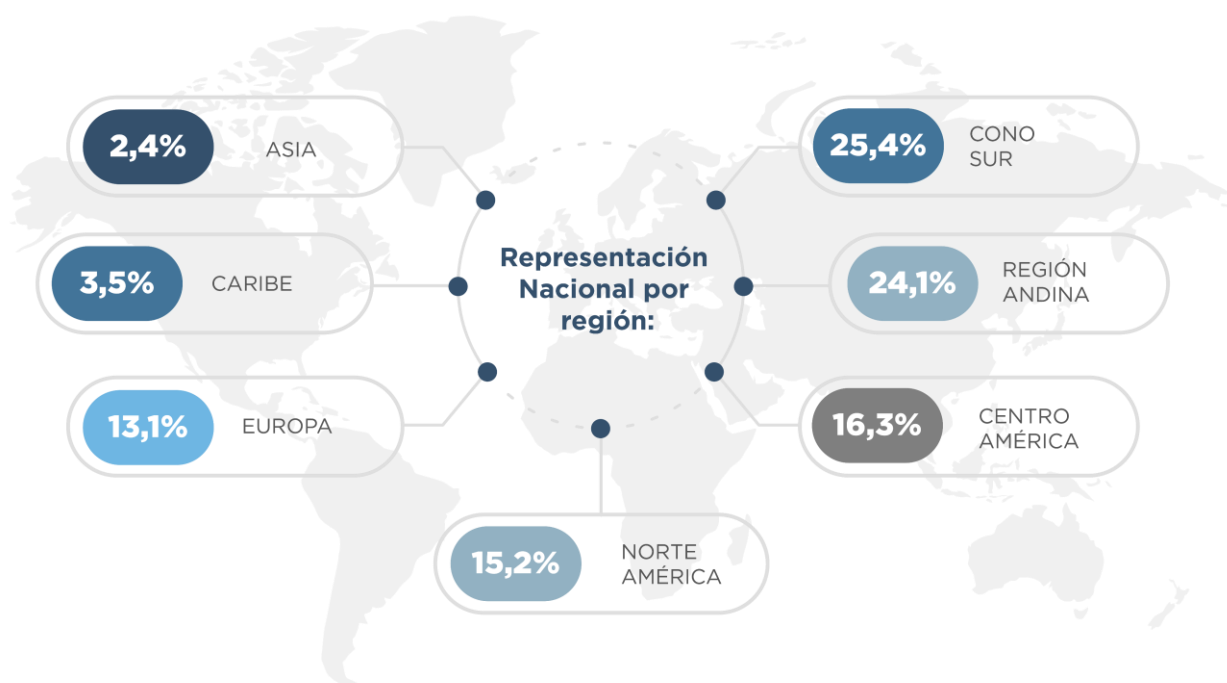 Representación
Nacional por
región:
2,4%
ASIA
3,5%
CARIBE
13,1%
EUROPA
15,2%
NORTE
AMÉRICA
25,4%
CONO
SUR
24,1%
REGIÓN
ANDINA
16,3%
CENTRO
AMÉRICA